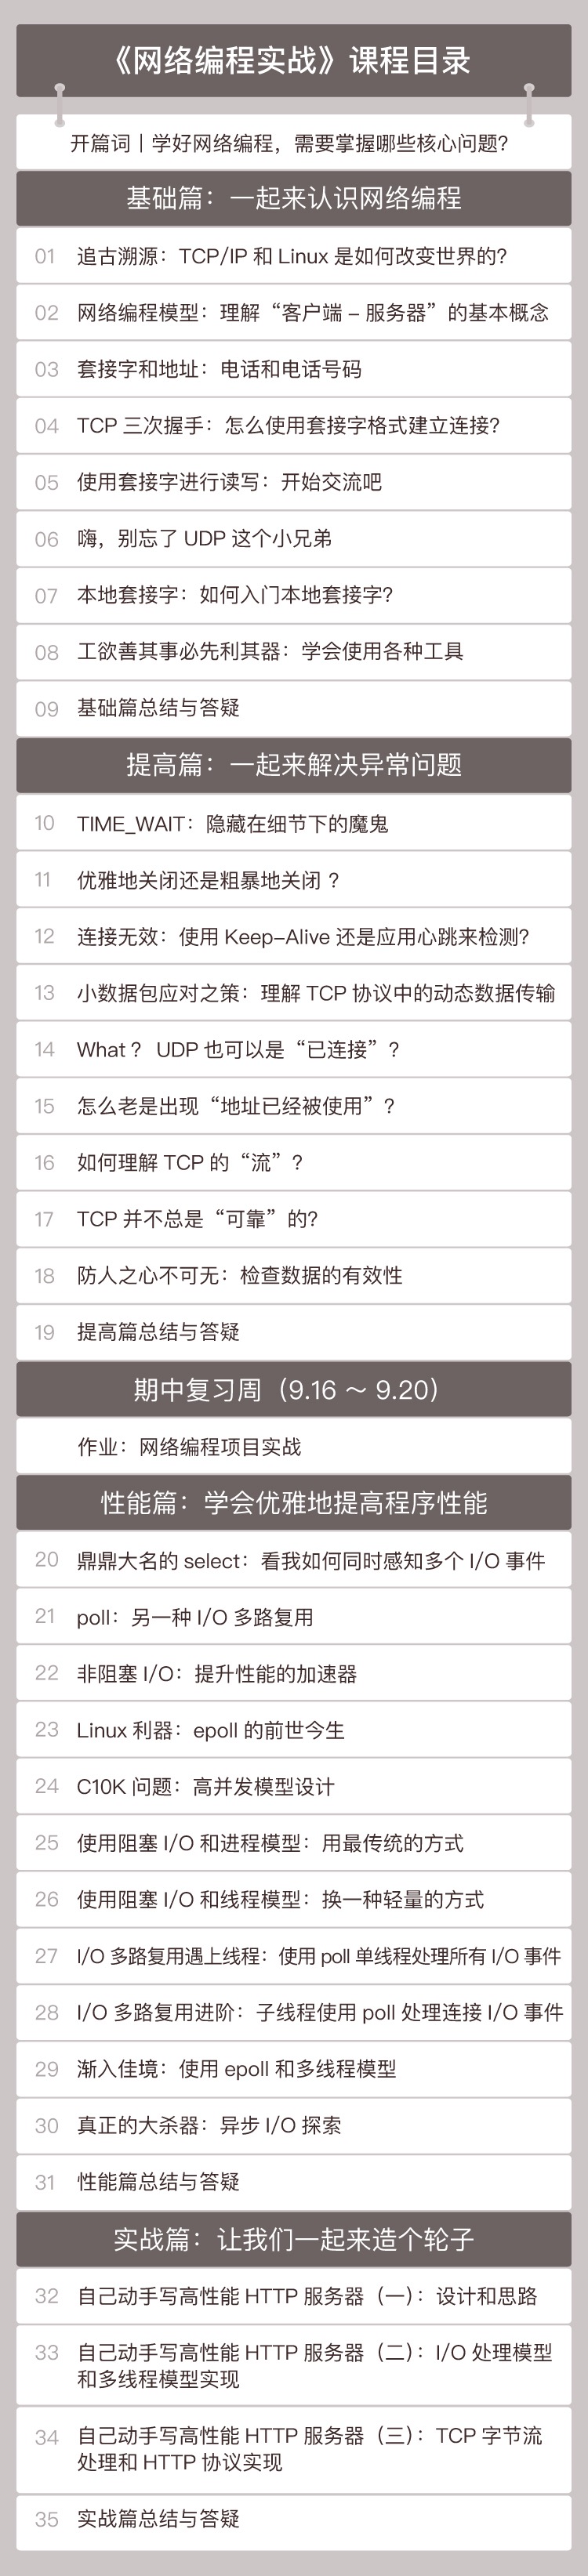 《网络编程实战》课程目录
开篇词丨学好网络编程，需要掌握哪些核心问题？
基础篇：一起来认识网络编程
01 追古溯源：TCP/IP 和 Linux 是如何改变世界的？
02 网络编程模型：理解“客户端 – 服务器”的基本概念
03 套接字和地址：电话和电话号码
04 TCP 三次握手：怎么使用套接字格式建立连接？
05 使用套接字进行读写：开始交流吧
06 嗨，别忘了 UDP 这个小兄弟
07 本地套接字：如何入门本地套接字？
08 工欲善其事必先利其器：学会使用各种工具
09 基础篇总结与答疑
提高篇：一起来解决异常问题
10 TIME_WAIT：隐藏在细节下的魔鬼
11 优雅地关闭还是粗暴地关闭 ？
12 连接无效：使用 Keep–Alive 还是应用心跳来检测？
13 小数据包应对之策：理解 TCP 协议中的动态数据传输
14 What ？ UDP 也可以是“已连接”？
15 怎么老是出现“地址已经被使用”？
16 如何理解 TCP 的“流”？
17 TCP 并不总是“可靠”的？
18 防人之心不可无：检查数据的有效性
19 提高篇总结与答疑
期中复习周（9.16 ～ 9.20）
作业：网络编程项目实战
性能篇：学会优雅地提高程序性能
20 鼎鼎大名的 select：看我如何同时感知多个 I/O 事件
21 poll：另一种 I/O 多路复用
22 非阻塞 I/O：提升性能的加速器
23 Linux 利器：epoll 的前世今生
24 C10K 问题：高并发模型设计
25 使用阻塞 I/O 和进程模型：用最传统的方式
26 使用阻塞 I/O 和线程模型：换一种轻量的方式
27 I/O 多路复用遇上线程：使用 poll 单线程处理所有 I/O 事件
28 I/O 多路复用进阶：子线程使用 poll 处理连接 I/O 事件
29 渐入佳境：使用 epoll 和多线程模型
30 真正的大杀器：异步 I/O 探索
31 性能篇总结与答疑
实战篇：让我们一起来造个轮子
32 自己动手写高性能 HTTP 服务器（一）：设计和思路
33 自己动手写高性能 HTTP 服务器（二）：I/O 处理模型
和多线程模型实现
34 自己动手写高性能 HTTP 服务器（三）：TCP 字节流
处理和 HTTP 协议实现
35 实战篇总结与答疑